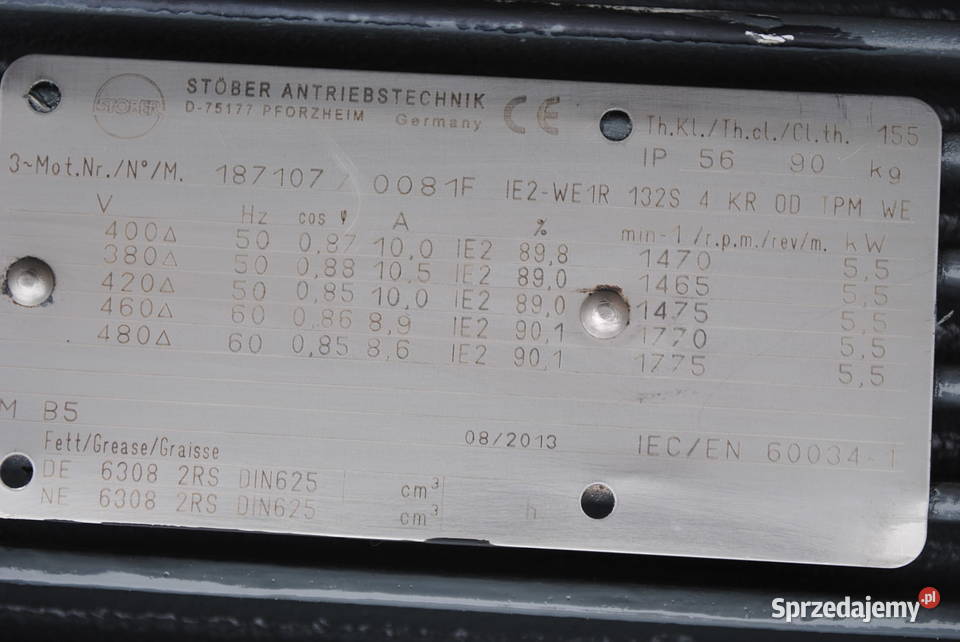 STÖBER
STÖBER ANTRIEBSTECHNIK
D-75177 PFORZHEIM Germany
CE
Th.Kl./Th.cl./Cl.th. 155
IP 56 90 kg
3~Mot.Nr./N°/M. 187107 / 0081F IE2-WE1R 132S 4 KR OD TPM WE
V Hz cos φ A % min-1/r.p.m./rev/m. kW
400Δ 50 0,87 10,0 IE2 89,8 1470 5,5
380Δ 50 0,88 10,5 IE2 89,0 1465 5,5
420Δ 50 0,85 10,0 IE2 89,0 1475 5,5
460Δ 60 0,86 8,9 IE2 90,1 1770 5,5
480Δ 60 0,85 8,6 IE2 90,1 1775 5,5
M B5
Fett/Grease/Graisse 08/2013 IEC/EN 60034-1
DE 6308 2RS DIN625 cm³
NE 6308 2RS DIN625 cm³ h
Sprzedajemy.pl